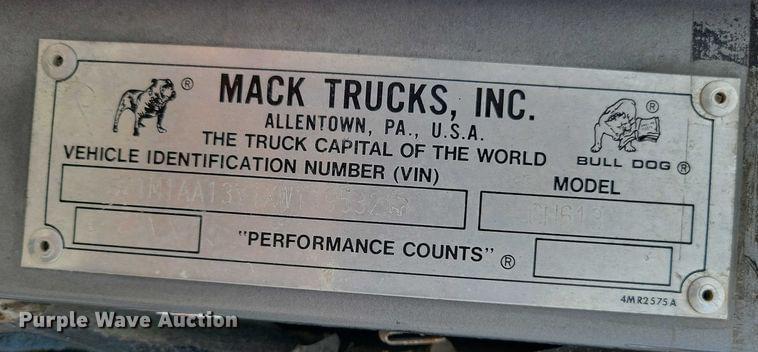 MACK TRUCKS, INC.
ALLENTOWN, PA., U.S.A.
THE TRUCK CAPITAL OF THE WORLD
BULL DOG ®
VEHICLE IDENTIFICATION NUMBER (VIN)
MODEL
"PERFORMANCE COUNTS" ®
4MR2575A
Purple Wave Auction